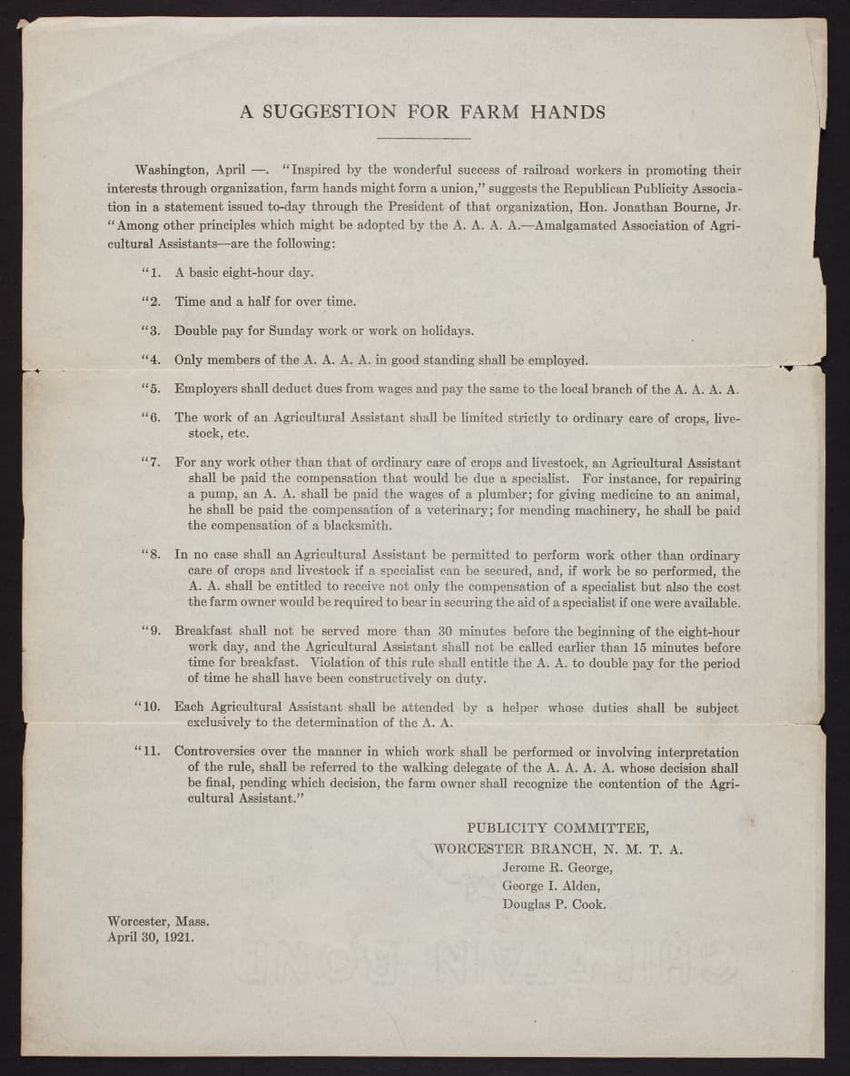 A SUGGESTION FOR FARM HANDS
Washington, April —. “Inspired by the wonderful success of railroad workers in promoting their
interests through organization, farm hands might form a union,” suggests the Republican Publicity Associa-
tion in a statement issued to-day through the President of that organization, Hon. Jonathan Bourne, Jr.
“Among other principles which might be adopted by the A. A. A. A.—Amalgamated Association of Agri-
cultural Assistants—are the following:
“1. A basic eight-hour day.
“2. Time and a half for over time.
“3. Double pay for Sunday work or work on holidays.
“4. Only members of the A. A. A. A. in good standing shall be employed.
“5. Employers shall deduct dues from wages and pay the same to the local branch of the A. A. A. A.
“6. The work of an Agricultural Assistant shall be limited strictly to ordinary care of crops, live-
stock, etc.
“7. For any work other than that of ordinary care of crops and livestock, an Agricultural Assistant
shall be paid the compensation that would be due a specialist. For instance, for repairing
a pump, an A. A. shall be paid the wages of a plumber; for giving medicine to an animal,
he shall be paid the compensation of a veterinary; for mending machinery, he shall be paid
the compensation of a blacksmith.
“8. In no case shall an Agricultural Assistant be permitted to perform work other than ordinary
care of crops and livestock if a specialist can be secured, and, if work be so performed, the
A. A. shall be entitled to receive not only the compensation of a specialist but also the cost
the farm owner would be required to bear in securing the aid of a specialist if one were available.
“9. Breakfast shall not be served more than 30 minutes before the beginning of the eight-hour
work day, and the Agricultural Assistant shall not be called earlier than 15 minutes before
time for breakfast. Violation of this rule shall entitle the A. A. to double pay for the period
of time he shall have been constructively on duty.
“10. Each Agricultural Assistant shall be attended by a helper whose duties shall be subject
exclusively to the determination of the A. A.
“11. Controversies over the manner in which work shall be performed or involving interpretation
of the rule, shall be referred to the walking delegate of the A. A. A. A. whose decision shall
be final, pending which decision, the farm owner shall recognize the contention of the Agri-
cultural Assistant.”
PUBLICITY COMMITTEE,
WORCESTER BRANCH, N. M. T. A.
Jerome R. George,
George I. Alden,
Douglas P. Cook.
Worcester, Mass.
April 30, 1921.